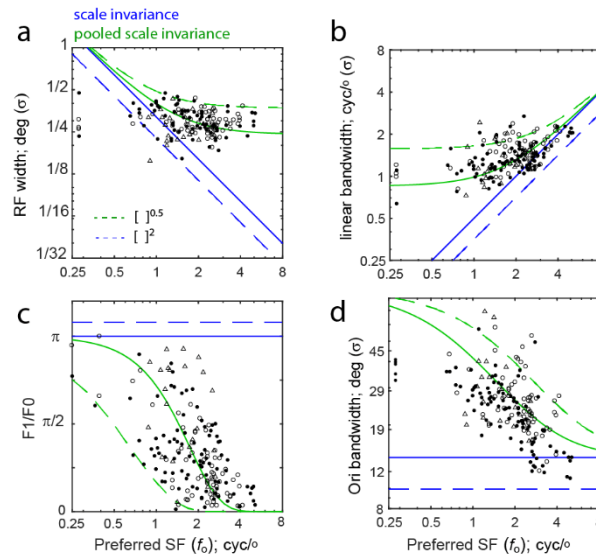 scale invariance
pooled scale invariance
a
1
1/2
1/4
1/8
1/16
1/32
RF width; deg (σ)
[ ]^0.5
[ ]^2
0.25 0.5 1 2 4 8
b
8
4
2
1
0.5
0.25
linear bandwidth; cyc/° (σ)
0.25 0.5 1 2 4
c
π
π/2
0
F1/F0
0.25 0.5 1 2 4 8
Preferred SF (f₀); cyc/°
d
45
29
19
12
8
Ori bandwidth; deg (σ)
0.25 0.5 1 2 4 8
Preferred SF (f₀); cyc/°